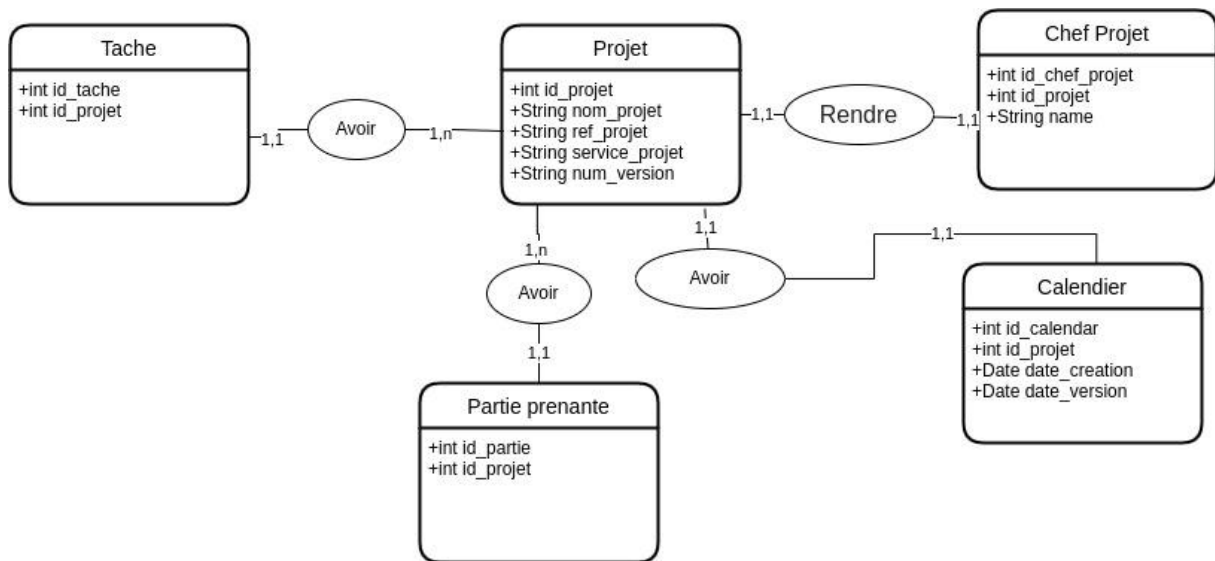 Tache
+int id_tache
+int id_projet
1,1
Avoir
1,n
Projet
+int id_projet
+String nom_projet
+String ref_projet
+String service_projet
+String num_version
1,1
Rendre
1,1
Chef Projet
+int id_chef_projet
+int id_projet
+String name
1,n
Avoir
1,1
Partie prenante
+int id_partie
+int id_projet
1,1
Avoir
1,1
Calendier
+int id_calendar
+int id_projet
+Date date_creation
+Date date_version